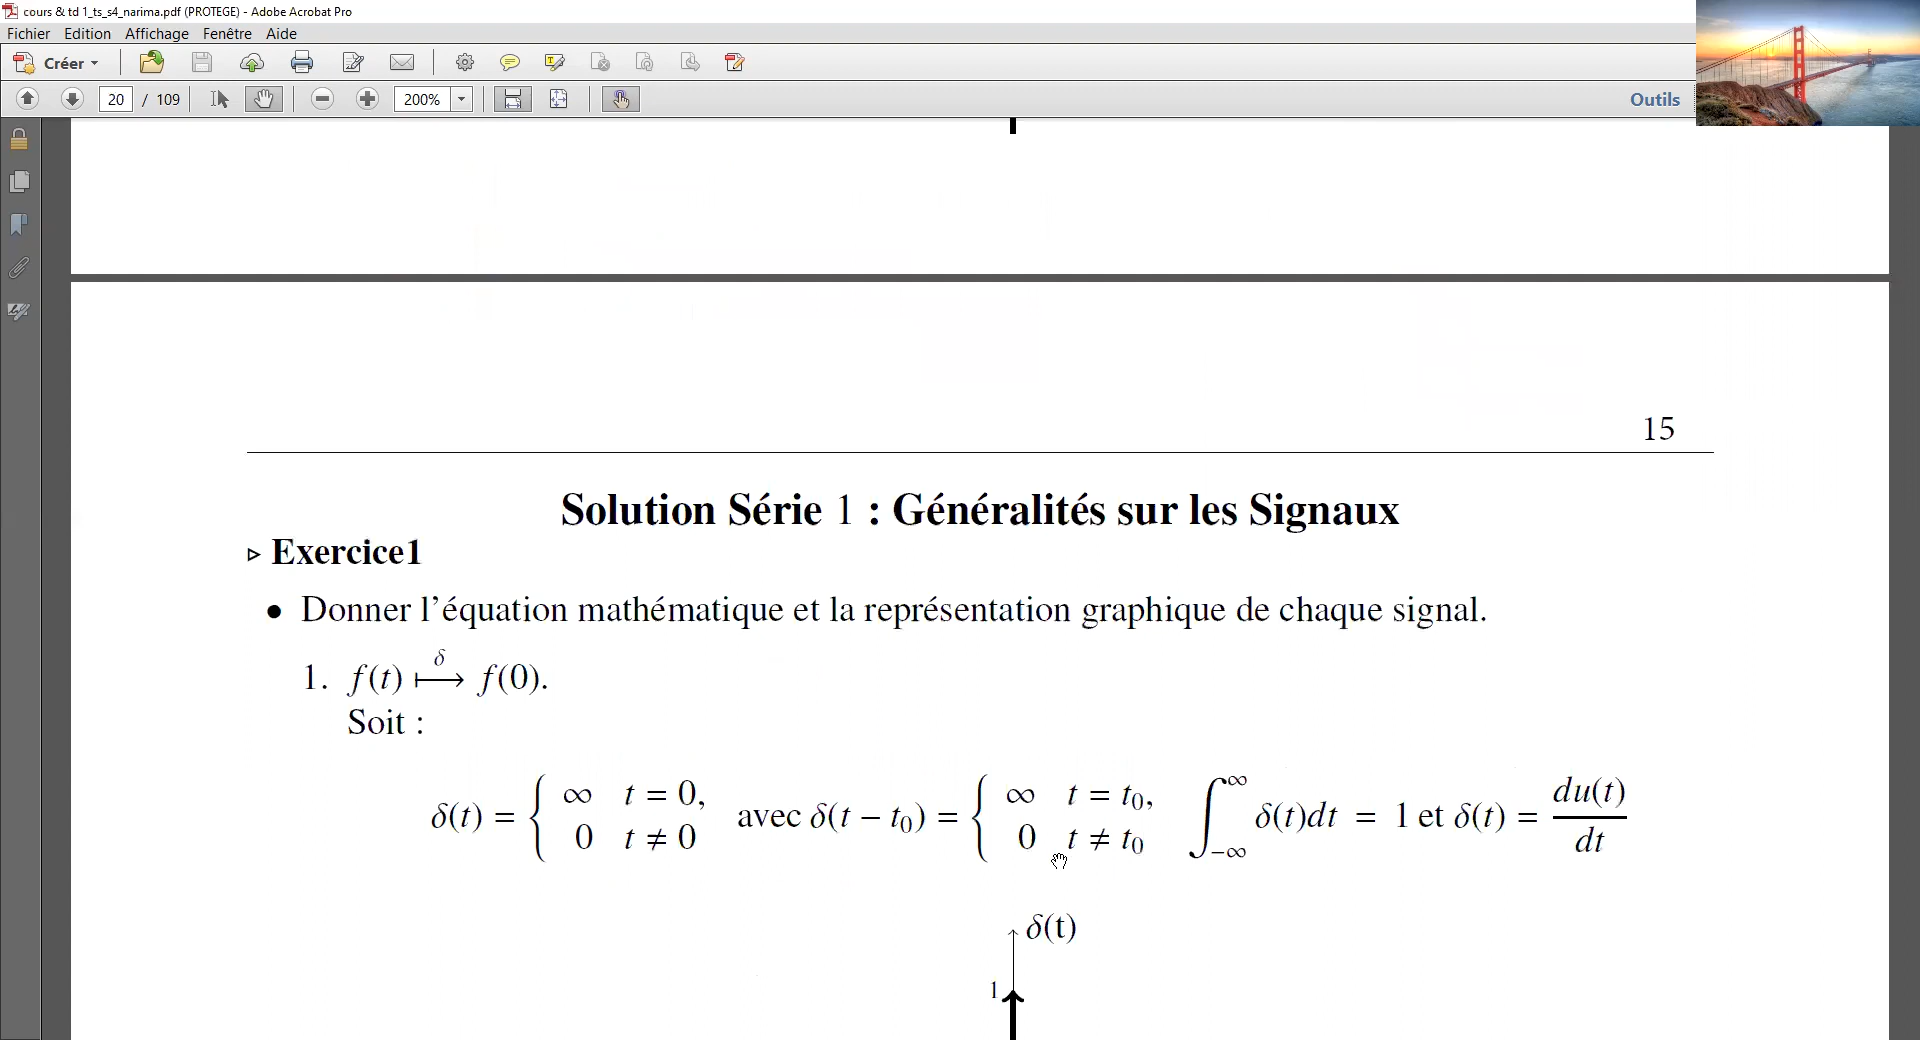 cours & td 1_ts_s4_narima.pdf (PROTEGE) - Adobe Acrobat Pro
Fichier Edition Affichage Fenêtre Aide
Créer
20 / 109 200% Outils
15
Solution Série 1 : Généralités sur les Signaux
▹ Exercice1
• Donner l’équation mathématique et la représentation graphique de chaque signal.
1. f(t) ⟼^δ f(0).
Soit :
δ(t) = { ∞ t = 0, 0 t ≠ 0 avec δ(t − t₀) = { ∞ t = t₀, 0 t ≠ t₀ ∫_{−∞}^{∞} δ(t)dt = 1 et δ(t) = du(t)/dt
δ(t)
1